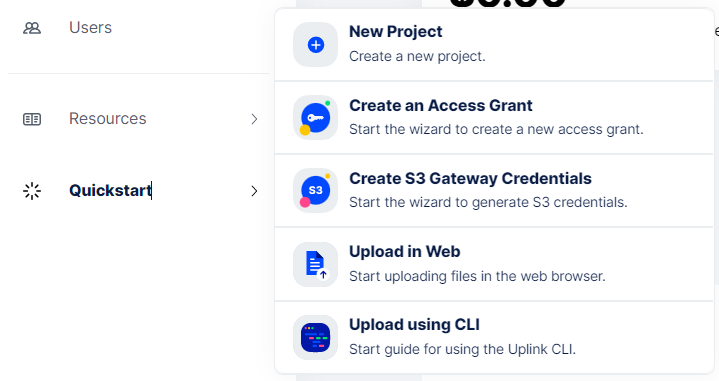 Users
Resources
Quickstart
New Project
Create a new project.
Create an Access Grant
Start the wizard to create a new access grant.
S3
Create S3 Gateway Credentials
Start the wizard to generate S3 credentials.
Upload in Web
Start uploading files in the web browser.
Upload using CLI
Start guide for using the Uplink CLI.